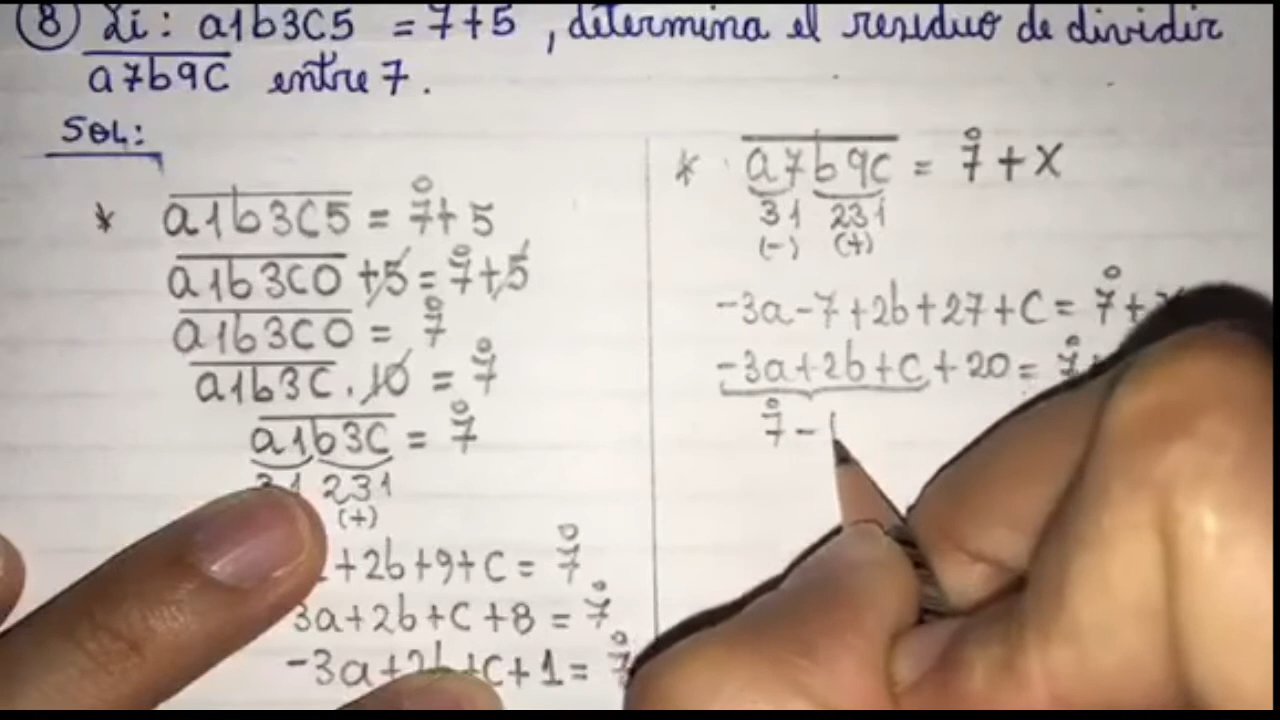 ⑧ Si: a1b3C5 = 7+5, determina el residuo de dividir
a7b9C entre 7.
SOL:
* a1b3C5 = 7̊+5
a1b3C0 +5 = 7̊+5
a1b3C0 = 7̊
a1b3C . 10 = 7̊
a1b3C = 7̊
31 231
(+)
+2b+9+C = 7̊
3a+2b+C+8 = 7̊
-3a+2b+C+1 = 7̊
* a7b9C = 7̊+X
31 231
(-) (+)
-3a-7+2b+27+C = 7̊+
-3a+2b+C+20 = 7̊
7̊-